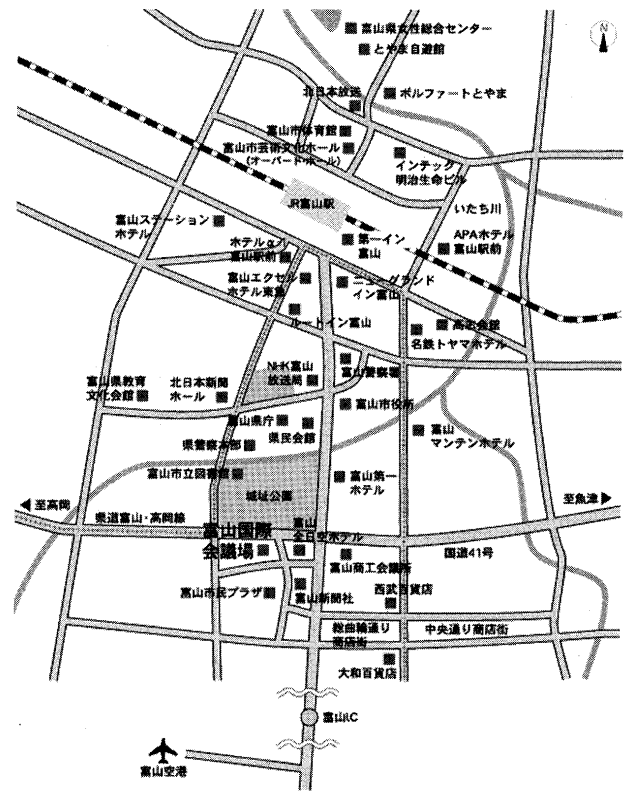 富山県女性総合センター
とやま自遊館
北日本放送
ボルファートとやま
富山市体育館
富山市芸術文化ホール
(オーバード・ホール)
インテック
明治生命ビル
JR富山駅
いたち川
富山ステーション
ホテル
ホテルα-1
富山駅前
第一イン
富山
APAホテル
富山駅前
富山エクセル
ホテル東急
ニューグランド
イン富山
ルートイン富山
高志会館
名鉄トヤマホテル
NHK富山
放送局
富山警察署
富山県教育
文化会館
北日本新聞
ホール
富山市役所
富山県庁
県民会館
富山
マンテンホテル
県警察本部
富山市立図書館
富山第一
ホテル
城址公園
至高岡
至魚津
県道富山・高岡線
富山国際
会議場
富山
全日空ホテル
国道41号
富山商工会議所
富山市民プラザ
富山新聞社
西武百貨店
総曲輪通り
商店街
中央通り商店街
大和百貨店
富山IC
富山空港